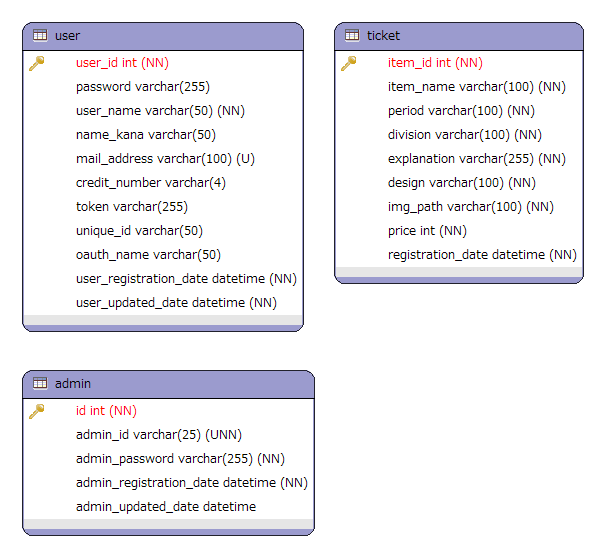 user
user_id int (NN)
password varchar(255)
user_name varchar(50) (NN)
name_kana varchar(50)
mail_address varchar(100) (U)
credit_number varchar(4)
token varchar(255)
unique_id varchar(50)
oauth_name varchar(50)
user_registration_date datetime (NN)
user_updated_date datetime (NN)
ticket
item_id int (NN)
item_name varchar(100) (NN)
period varchar(100) (NN)
division varchar(100) (NN)
explanation varchar(255) (NN)
design varchar(100) (NN)
img_path varchar(100) (NN)
price int (NN)
registration_date datetime (NN)
admin
id int (NN)
admin_id varchar(25) (UNN)
admin_password varchar(255) (NN)
admin_registration_date datetime (NN)
admin_updated_date datetime